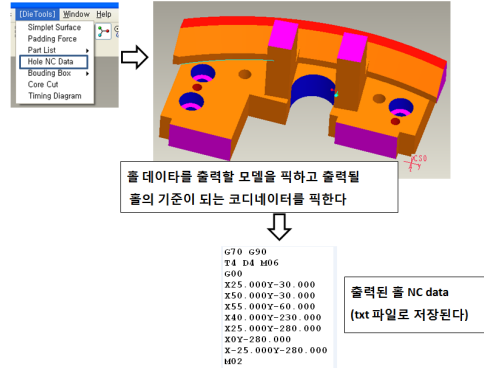 [DieTools] Window Help
Simplet Surface
Padding Force
Part List
Hole NC Data
Bouding Box
Core Cut
Timing Diagram
CS0
홀 데이타를 출력할 모델을 픽하고 출력될
홀의 기준이 되는 코디네이터를 픽한다
G70 G90
T4 D4 M06
G00
X25.000Y-30.000
X50.000Y-30.000
X55.000Y-60.000
X40.000Y-230.000
X25.000Y-280.000
X0Y-280.000
X-25.000Y-280.000
M02
출력된 홀 NC data
(txt 파일로 저장된다)